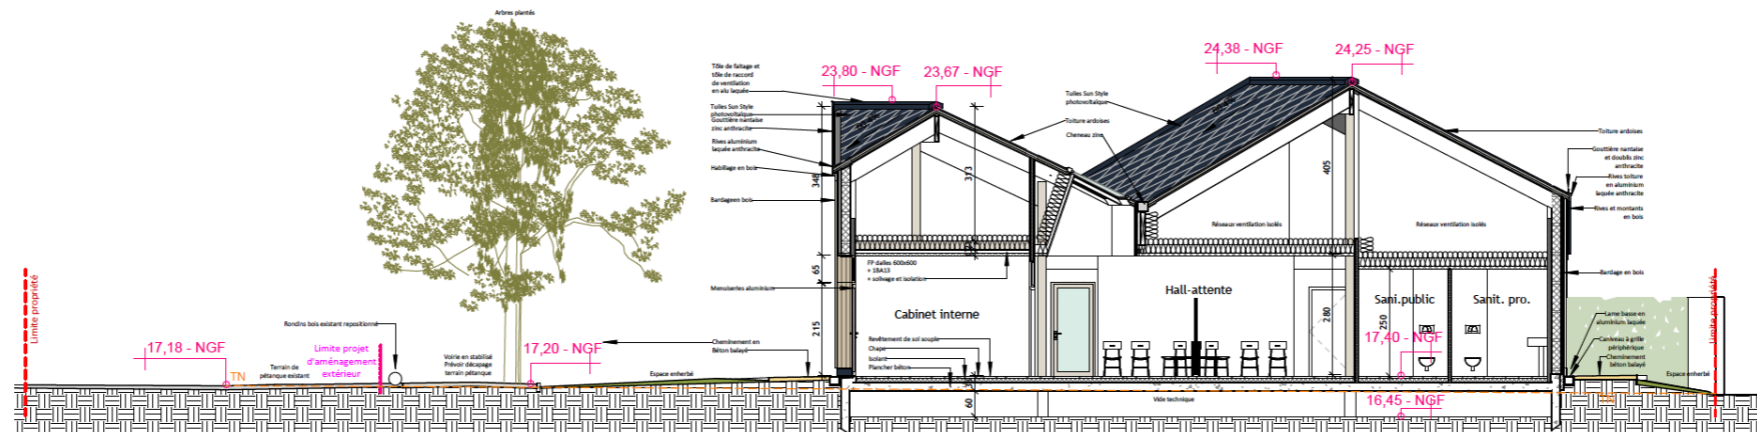 Arbres plantés
Tôle de faîtage et
tôle de raccord
de ventilation
en alu laquée
Tuiles Sun Style
photovoltaïque
Gouttière nantaise
zinc anthracite
Rives aluminium
laquée anthracite
Habillage en bois
Bardageen bois
Menuiseries aluminium
Cheminement en
Béton balayé
23,80 - NGF
23,67 - NGF
24,38 - NGF
24,25 - NGF
Tuiles Sun Style
photovoltaïque
Toiture ardoises
Cheneau zinc
Toiture ardoises
Gouttière nantaise
et doublis zinc
anthracite
Rives toiture
en aluminium
laquée anthracite
Rives et montants
en bois
Bardage en bois
348
373
405
65
215
280
250
60
Réseaux ventilation isolés
Réseaux ventilation isolés
FP dalles 600x600
+ 1BA13
+ solivage et isolation
Cabinet interne
Hall-attente
Sani.public
Sanit. pro.
Revêtement de sol souple
Chape
Isolant
Plancher béton
Vide technique
17,40 - NGF
16,45 - NGF
Lame basse en
aluminium laquée
Caniveau à grille
périphérique
Cheminement
béton balayé
Espace enherbé
TN
Limite propriété
Limite propriété
17,18 - NGF
TN
Terrain de
pétanque existant
Rondins bois existant repositionné
Limite projet
d'aménagement
extérieur
Voirie en stabilisé
Prévoir décapage
terrain pétanque
17,20 - NGF
Espace enherbé